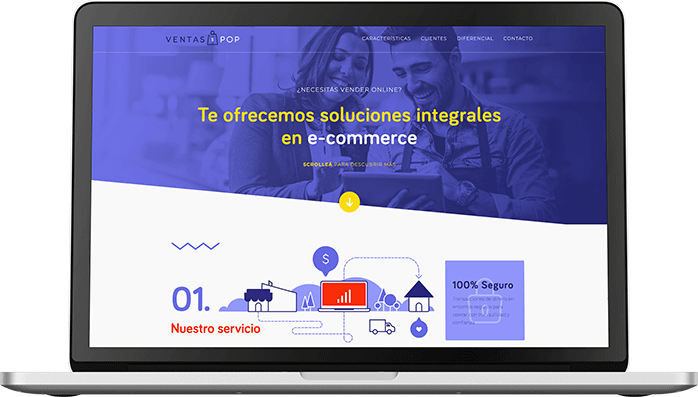 VENTAS POP
CARACTERÍSTICAS CLIENTES DIFERENCIAL CONTACTO
¿NECESITÁS VENDER ONLINE?
Te ofrecemos soluciones integrales
en e-commerce
SCROLLEÁ PARA DESCUBRIR MÁS
$
01.
Nuestro servicio
100% Seguro